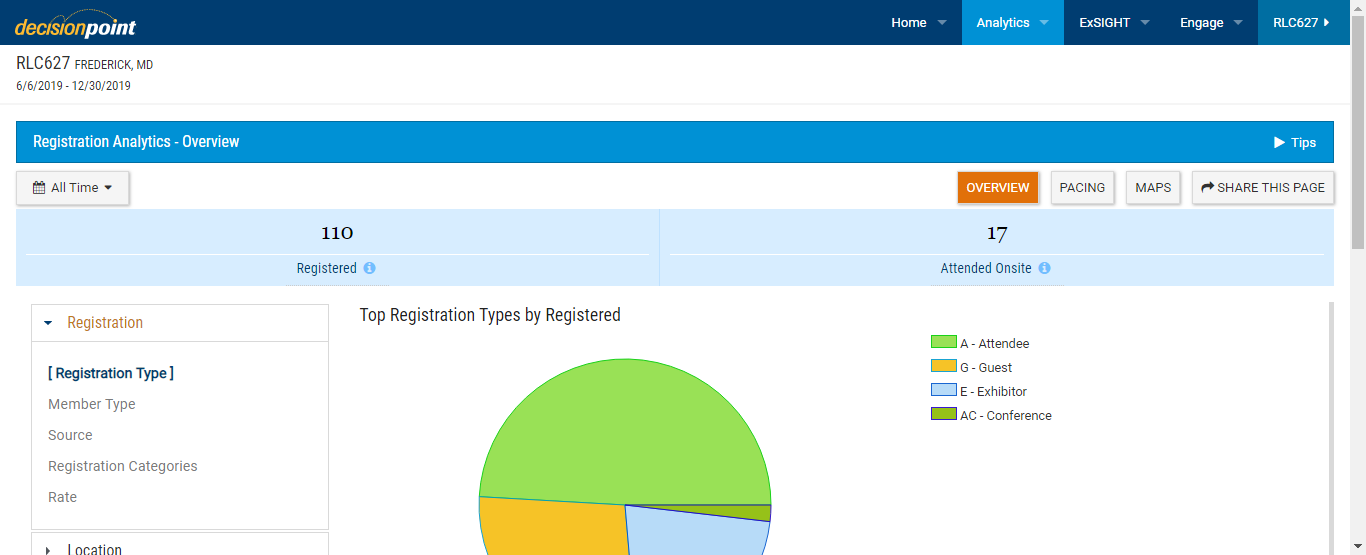 decisionpoint
Home
Analytics
ExSIGHT
Engage
RLC627
RLC627 FREDERICK, MD
6/6/2019 - 12/30/2019
Registration Analytics - Overview
Tips
All Time
OVERVIEW
PACING
MAPS
SHARE THIS PAGE
110
17
Registered
Attended Onsite
Registration
[ Registration Type ]
Member Type
Source
Registration Categories
Rate
Location
Top Registration Types by Registered
A - Attendee
G - Guest
E - Exhibitor
AC - Conference